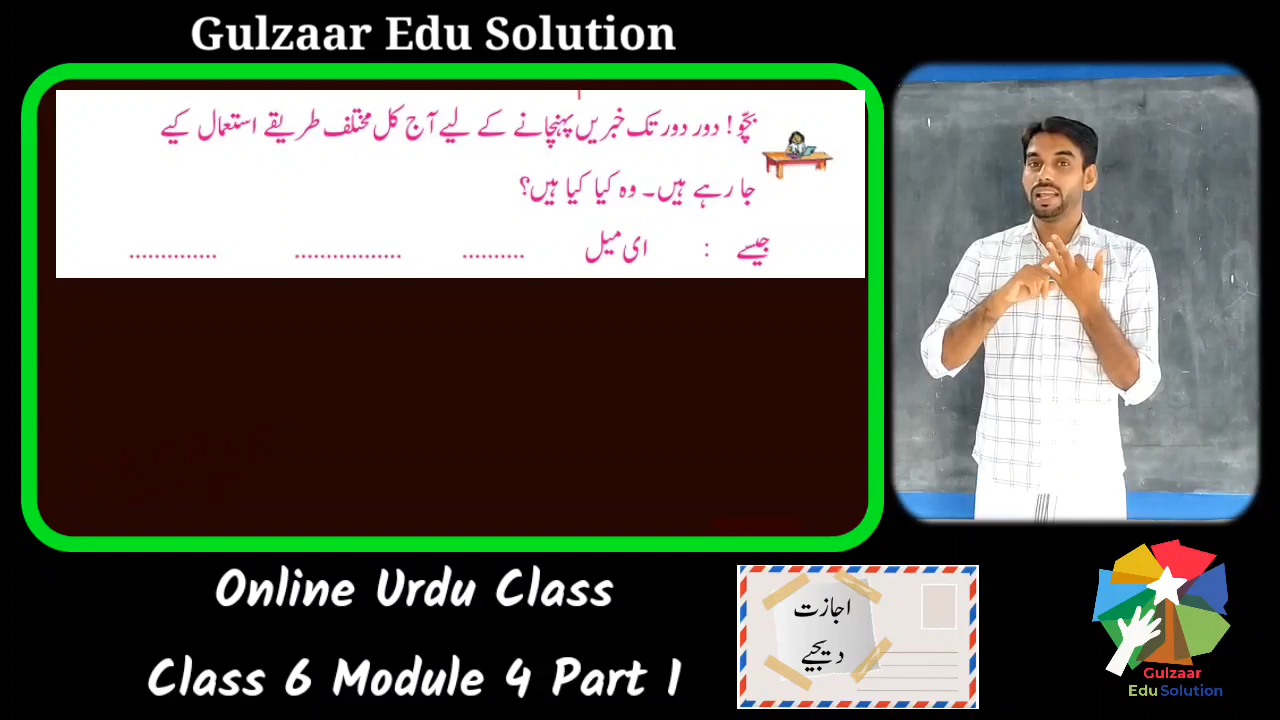 Gulzaar Edu Solution
بچّو! دور دور تک خبریں پہنچانے کے لیے آج کل مختلف طریقے استعمال کیے
جا رہے ہیں۔ وہ کیا کیا ہیں؟
جیسے : ای میل .......... ................. ..............
Online Urdu Class
Class 6 Module 4 Part 1
اجازت
دیجیے
Gulzaar
Edu Solution